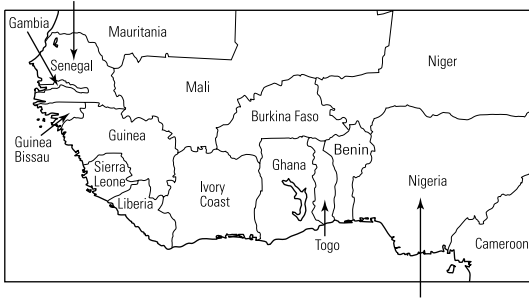 Gambia
Mauritania
Senegal
Niger
Mali
Burkina Faso
Guinea
Guinea
Bissau
Benin
Ghana
Sierra
Leone
Nigeria
Ivory
Coast
Liberia
Togo
Cameroon